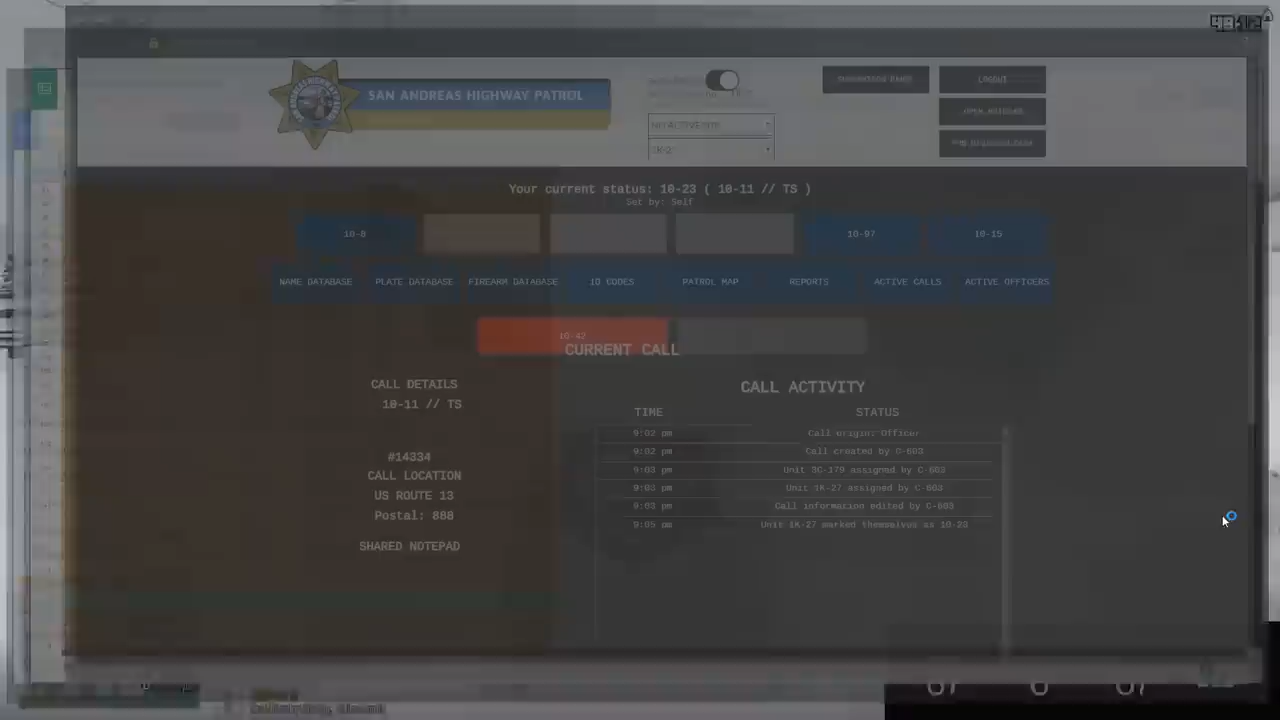 SAN ANDREAS HIGHWAY PATROL
LOGOUT
1K-2
Your current status: 10-23 ( 10-11 // TS )
Set by: Self
10-8
10-97
10-15
NAME DATABASE
PLATE DATABASE
FIREARM DATABASE
10 CODES
PATROL MAP
REPORTS
ACTIVE CALLS
ACTIVE OFFICERS
10-42
CURRENT CALL
CALL DETAILS
10-11 // TS
#14334
CALL LOCATION
US ROUTE 13
Postal: 888
SHARED NOTEPAD
CALL ACTIVITY
TIME STATUS
9:02 pm Call origin: Officer
9:02 pm Call created by C-603
9:03 pm Unit 3C-179 assigned by C-603
9:03 pm Unit 1K-27 assigned by C-603
9:03 pm Call information edited by C-603
9:05 pm Unit 1K-27 marked themselves as 10-23